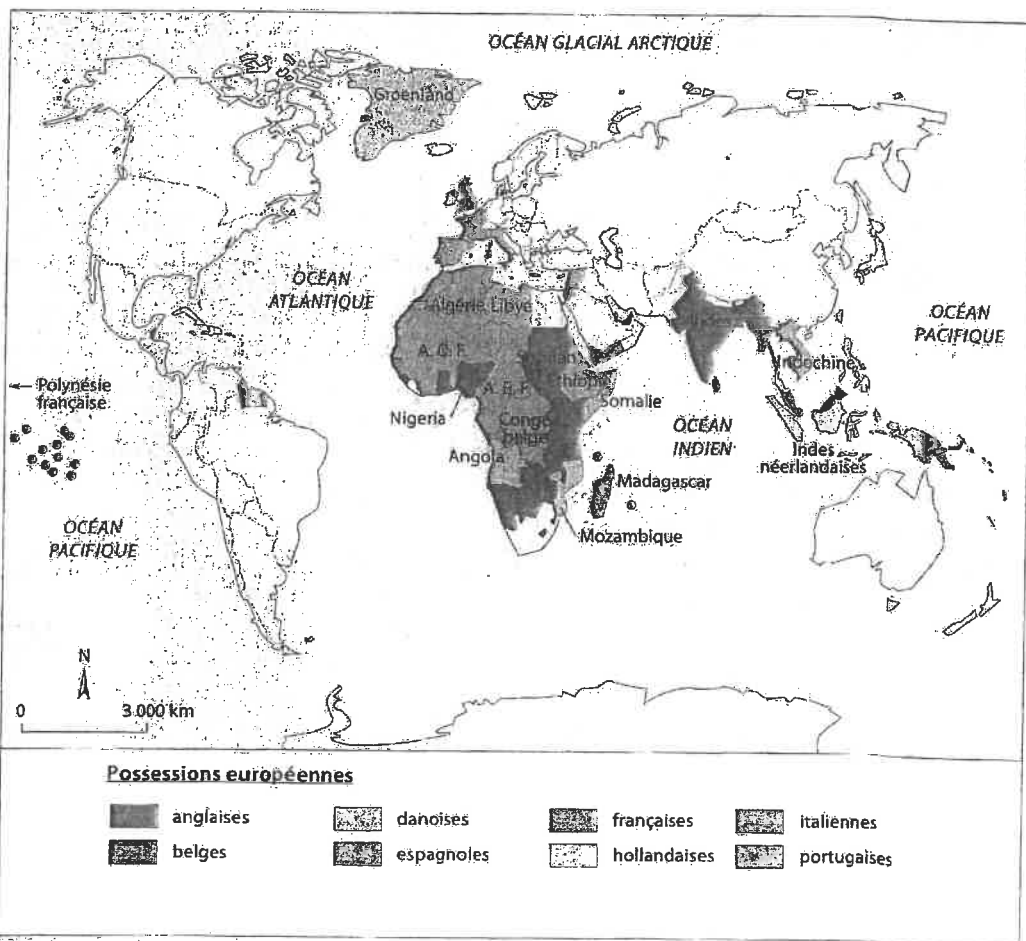 OCÉAN GLACIAL ARCTIQUE
Groenland
OCÉAN
ATLANTIQUE
OCÉAN
PACIFIQUE
Algérie Libye
A. O. F.
Soudan
Indochine
Polynésie
française
A. E. F.
Éthiopie
Somalie
Nigeria
Congo
belge
OCÉAN
INDIEN
Angola
Indes
néerlandaises
Madagascar
OCÉAN
PACIFIQUE
Mozambique
N
0
3 000 km
Possessions européennes
anglaises
danoises
françaises
italiennes
belges
espagnoles
hollandaises
portugaises